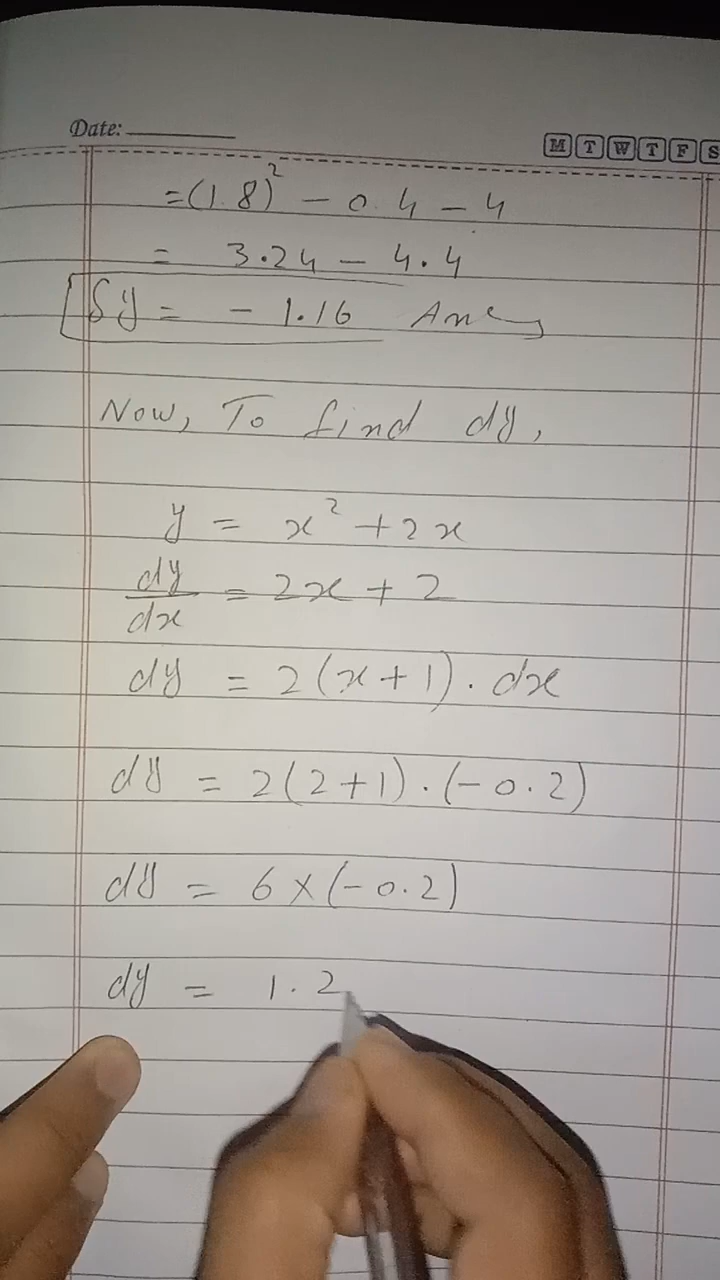 Date:
M T W T F S
= (1.8)² - 0.4 - 4
= 3.24 - 4.4
δy = - 1.16 Ans
Now, To find dy,
y = x² + 2x
dy/dx = 2x + 2
dy = 2(x+1) . dx
dy = 2(2+1) . (-0.2)
dy = 6 × (-0.2)
dy = 1.2